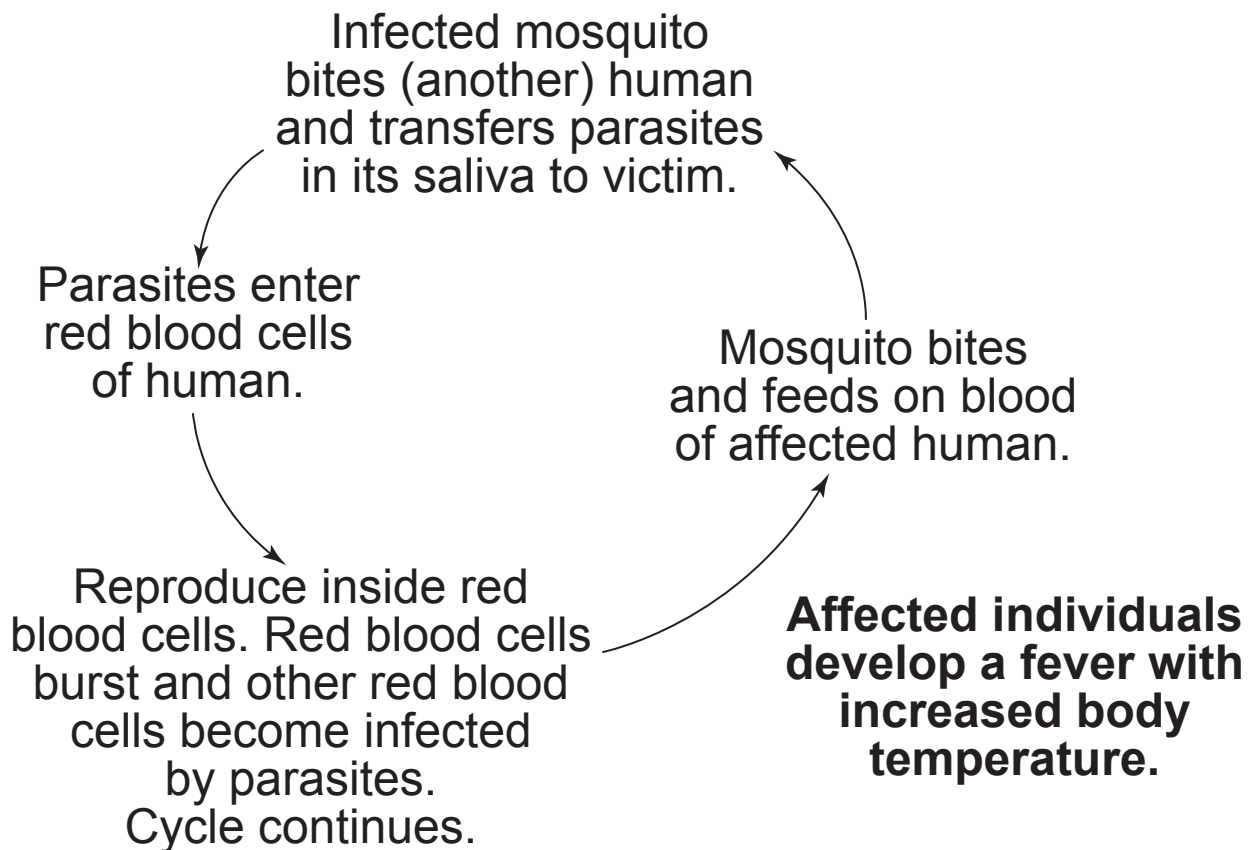 Infected mosquito
bites (another) human
and transfers parasites
in its saliva to victim.
Parasites enter
red blood cells
of human.
Reproduce inside red
blood cells. Red blood cells
burst and other red blood
cells become infected
by parasites.
Cycle continues.
Mosquito bites
and feeds on blood
of affected human.
Affected individuals
develop a fever with
increased body
temperature.